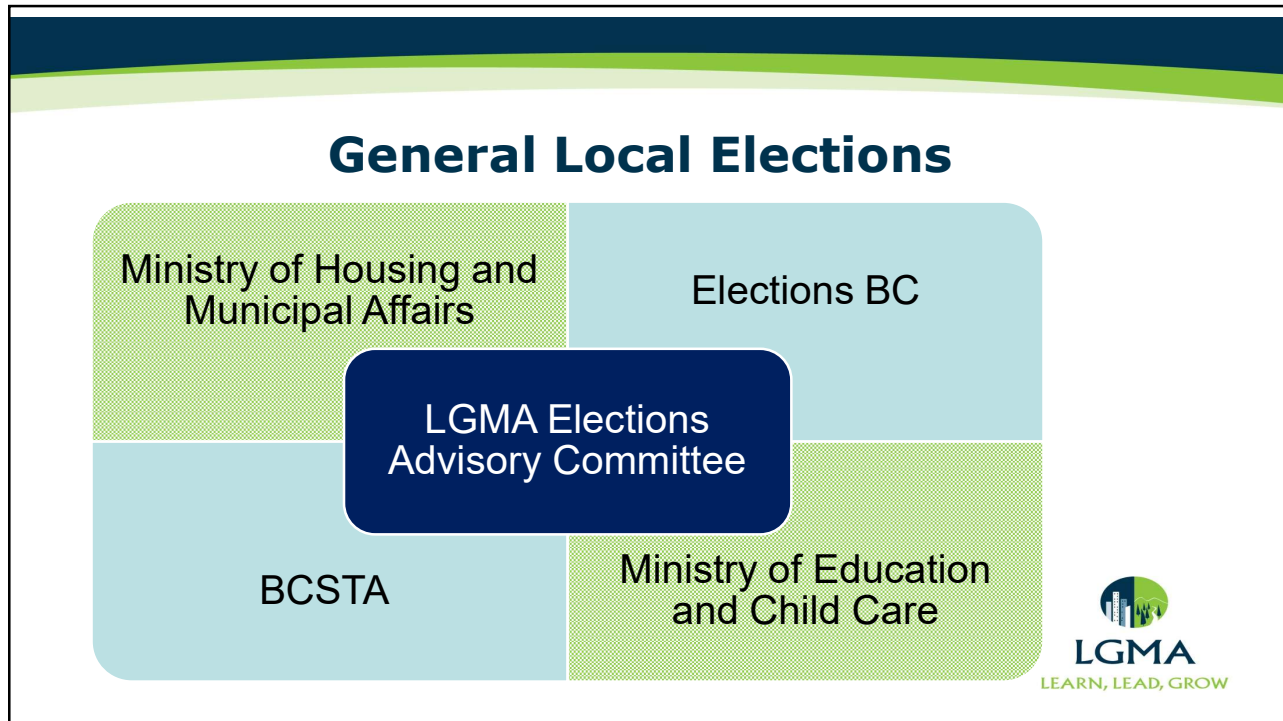 General Local Elections
Ministry of Housing and
Municipal Affairs
Elections BC
LGMA Elections
Advisory Committee
BCSTA
Ministry of Education
and Child Care
LGMA
LEARN, LEAD, GROW